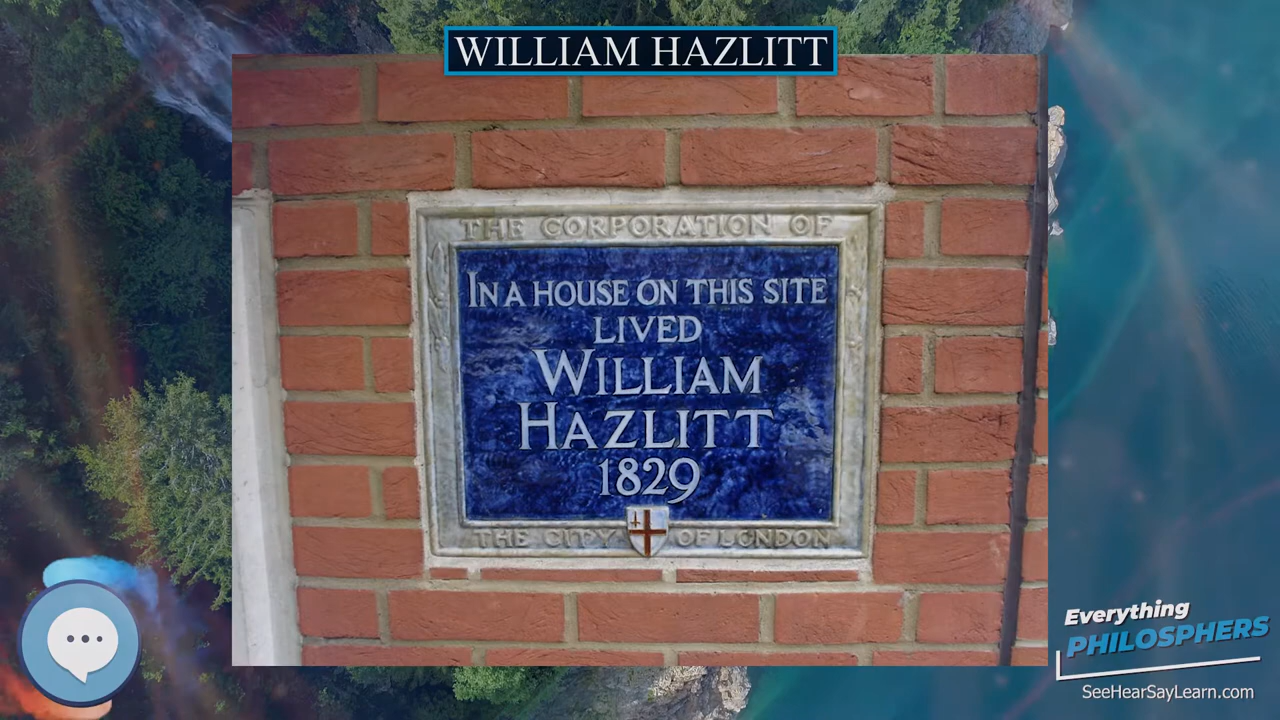 WILLIAM HAZLITT
THE CORPORATION OF
IN A HOUSE ON THIS SITE
LIVED
WILLIAM
HAZLITT
1829
THE CITY OF LONDON
Everything
PHILOSPHERS
SeeHearSayLearn.com